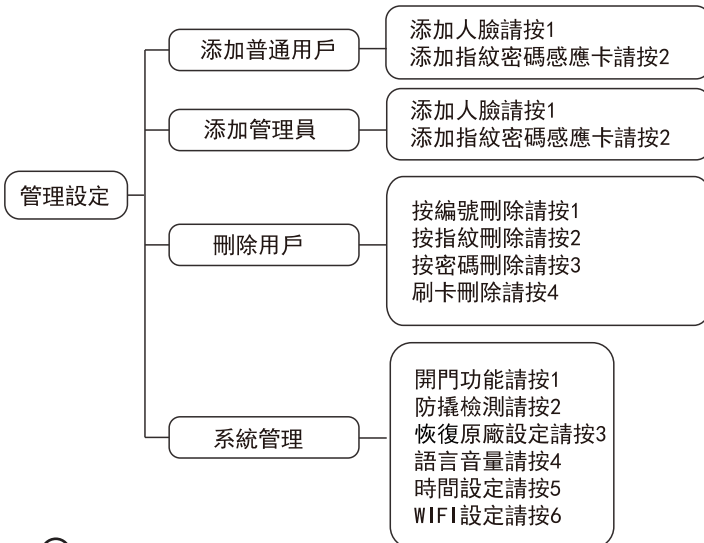 管理設定
添加普通用戶
添加人臉請按1
添加指紋密碼感應卡請按2
添加管理員
添加人臉請按1
添加指紋密碼感應卡請按2
刪除用戶
按編號刪除請按1
按指紋刪除請按2
按密碼刪除請按3
刷卡刪除請按4
系統管理
開門功能請按1
防撬檢測請按2
恢復原廠設定請按3
語言音量請按4
時間設定請按5
WIFI設定請按6